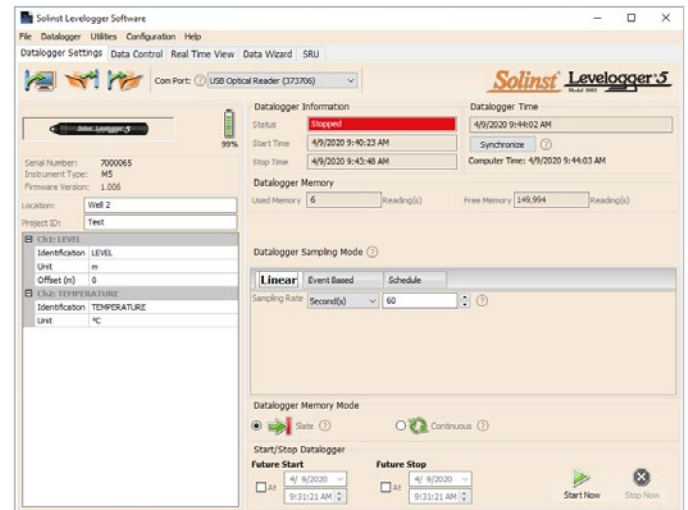 Solinst Levelogger Software
File Datalogger Utilities Configuration Help
Datalogger Settings Data Control Real Time View Data Wizard SRU
Com Port: USB Optical Reader (373706)
Solinst Levelogger 5
Model 3001
Datalogger Information
Status Stopped
Start Time 4/9/2020 9:40:23 AM
Stop Time 4/9/2020 9:43:48 AM
Datalogger Time
4/9/2020 9:44:02 AM
Synchronize
Computer Time: 4/9/2020 9:44:03 AM
99%
Serial Number: 7000065
Instrument Type: M5
Firmware Version: 1.006
Location: Well 2
Project ID: Test
Ch1: LEVEL
Identification LEVEL
Unit m
Offset (m) 0
Ch2: TEMPERATURE
Identification TEMPERATURE
Unit ºC
Datalogger Memory
Used Memory 6 Reading(s) Free Memory 149,994 Reading(s)
Datalogger Sampling Mode
Linear Event Based Schedule
Sampling Rate Second(s) 60
Datalogger Memory Mode
Slate Continuous
Start/Stop Datalogger
Future Start Future Stop
At 4/ 9/2020 At 4/ 9/2020
9:31:21 AM 9:31:21 AM
Start Now Stop Now